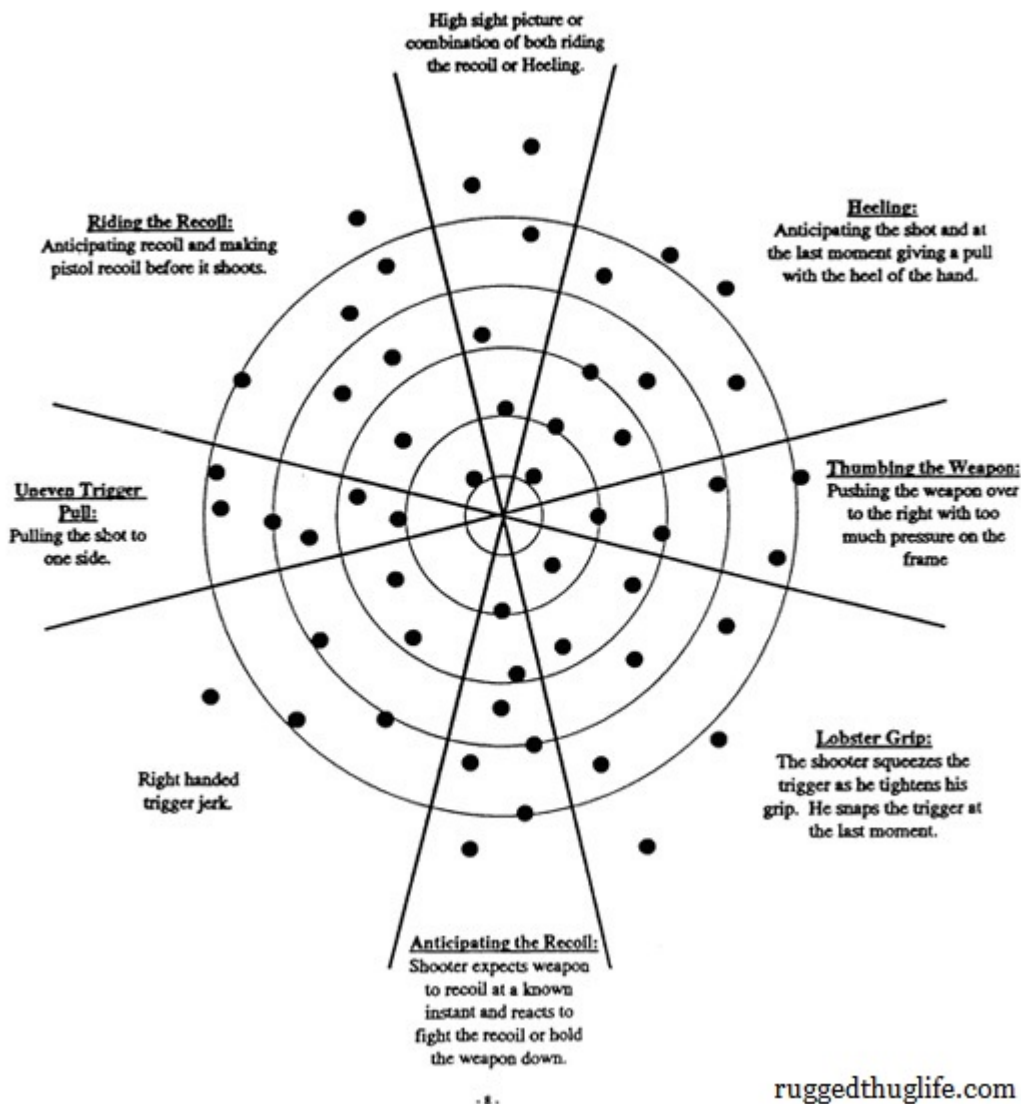 High sight picture or
combination of both riding
the recoil or Heeling.
Riding the Recoil:
Anticipating recoil and making
pistol recoil before it shoots.
Heeling:
Anticipating the shot and at
the last moment giving a pull
with the heel of the hand.
Uneven Trigger
Pull:
Pulling the shot to
one side.
Thumbing the Weapon:
Pushing the weapon over
to the right with too
much pressure on the
frame
Right handed
trigger jerk.
Lobster Grip:
The shooter squeezes the
trigger as he tightens his
grip. He snaps the trigger at
the last moment.
Anticipating the Recoil:
Shooter expects weapon
to recoil at a known
instant and reacts to
fight the recoil or hold
the weapon down.
ruggedthuglife.com